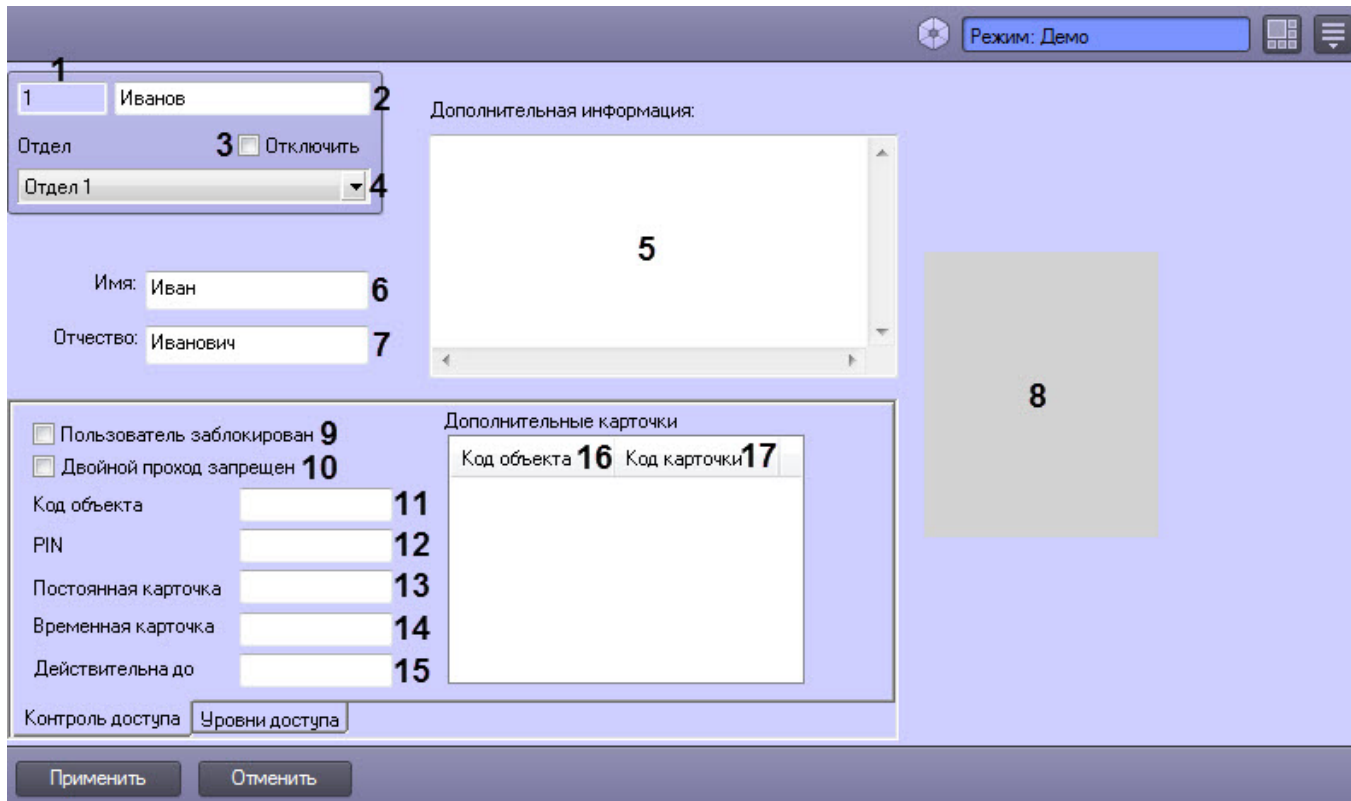 Режим: Демо
1
1 Иванов 2
Отдел 3 Отключить
Отдел 1 4
Дополнительная информация:
5
Имя: Иван 6
Отчество: Иванович 7
8
Пользователь заблокирован 9
Двойной проход запрещен 10
Код объекта 11
PIN 12
Постоянная карточка 13
Временная карточка 14
Действительна до 15
Дополнительные карточки
Код объекта 16 Код карточки 17
Контроль доступа Уровни доступа
Применить Отменить